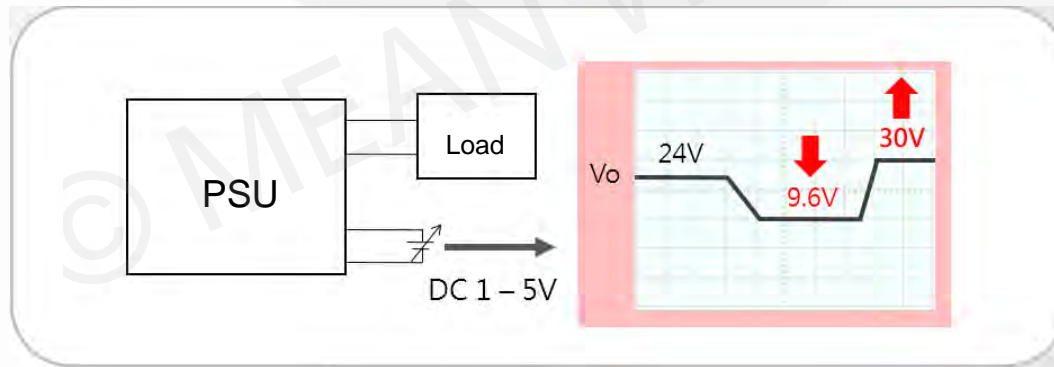 © MEAN W
PSU
Load
DC 1 – 5V
Vo
24V
9.6V
30V